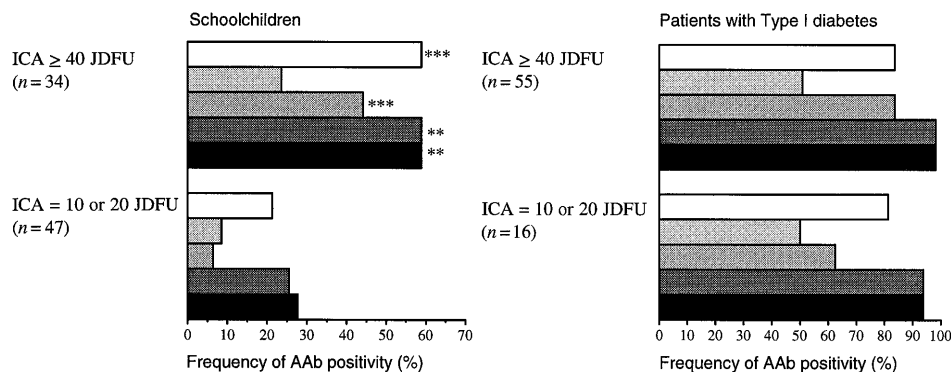 Schoolchildren
ICA ≥ 40 JDFU
(n = 34)
***
***
**
**
ICA = 10 or 20 JDFU
(n = 47)
0 10 20 30 40 50 60 70
Frequency of AAb positivity (%)
Patients with Type I diabetes
ICA ≥ 40 JDFU
(n = 55)
ICA = 10 or 20 JDFU
(n = 16)
0 10 20 30 40 50 60 70 80 90 100
Frequency of AAb positivity (%)